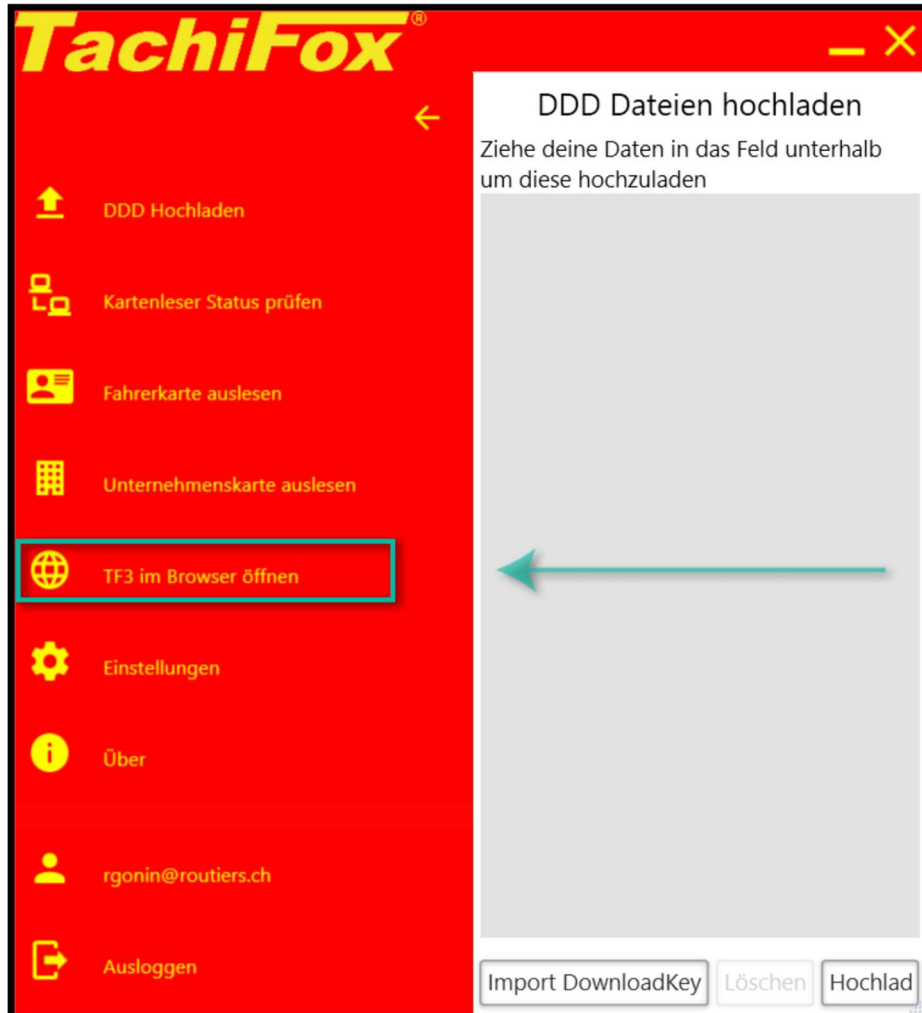 TachiFox®
DDD Dateien hochladen
Ziehe deine Daten in das Feld unterhalb
um diese hochzuladen
DDD Hochladen
Kartenleser Status prüfen
Fahrerkarte auslesen
Unternehmenskarte auslesen
TF3 im Browser öffnen
Einstellungen
Über
rgonin@routiers.ch
Ausloggen
Import DownloadKey
Löschen
Hochlad